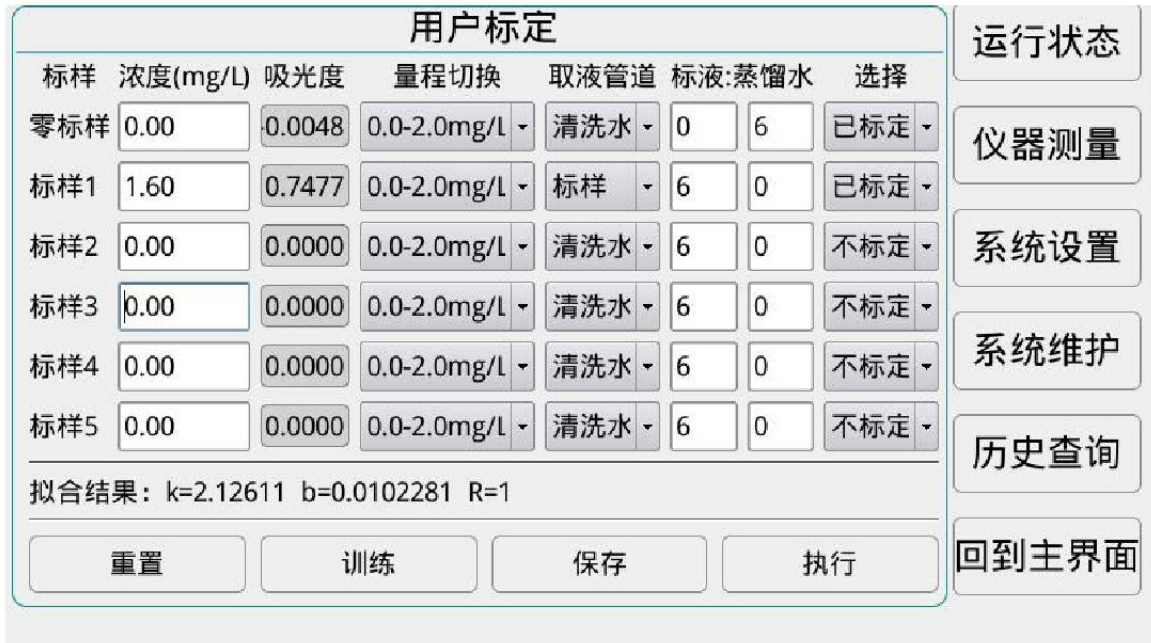 用户标定
标样 浓度(mg/L) 吸光度 量程切换 取液管道 标液:蒸馏水 选择
零标样 0.00 -0.0048 0.0-2.0mg/L 清洗水 0 6 已标定
标样1 1.60 0.7477 0.0-2.0mg/L 标样 6 0 已标定
标样2 0.00 0.0000 0.0-2.0mg/L 清洗水 6 0 不标定
标样3 0.00 0.0000 0.0-2.0mg/L 清洗水 6 0 不标定
标样4 0.00 0.0000 0.0-2.0mg/L 清洗水 6 0 不标定
标样5 0.00 0.0000 0.0-2.0mg/L 清洗水 6 0 不标定
拟合结果: k=2.12611 b=0.0102281 R=1
重置 训练 保存 执行
运行状态
仪器测量
系统设置
系统维护
历史查询
回到主界面